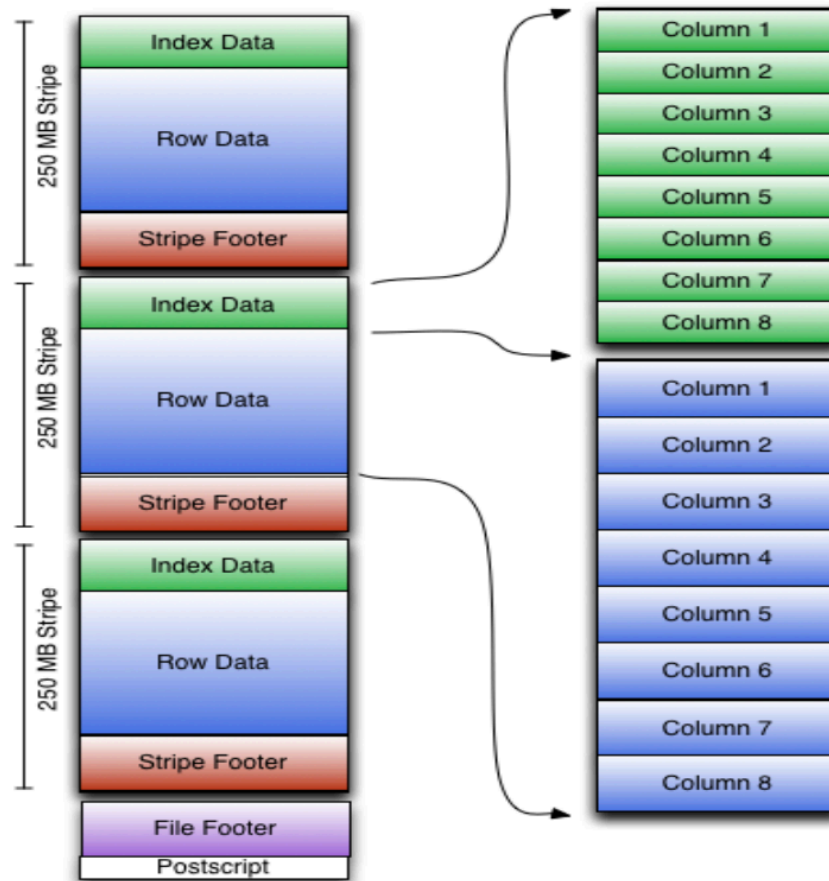 250 MB Stripe
Index Data
Row Data
Stripe Footer
250 MB Stripe
Index Data
Row Data
Stripe Footer
250 MB Stripe
Index Data
Row Data
Stripe Footer
File Footer
Postscript
Column 1
Column 2
Column 3
Column 4
Column 5
Column 6
Column 7
Column 8
Column 1
Column 2
Column 3
Column 4
Column 5
Column 6
Column 7
Column 8